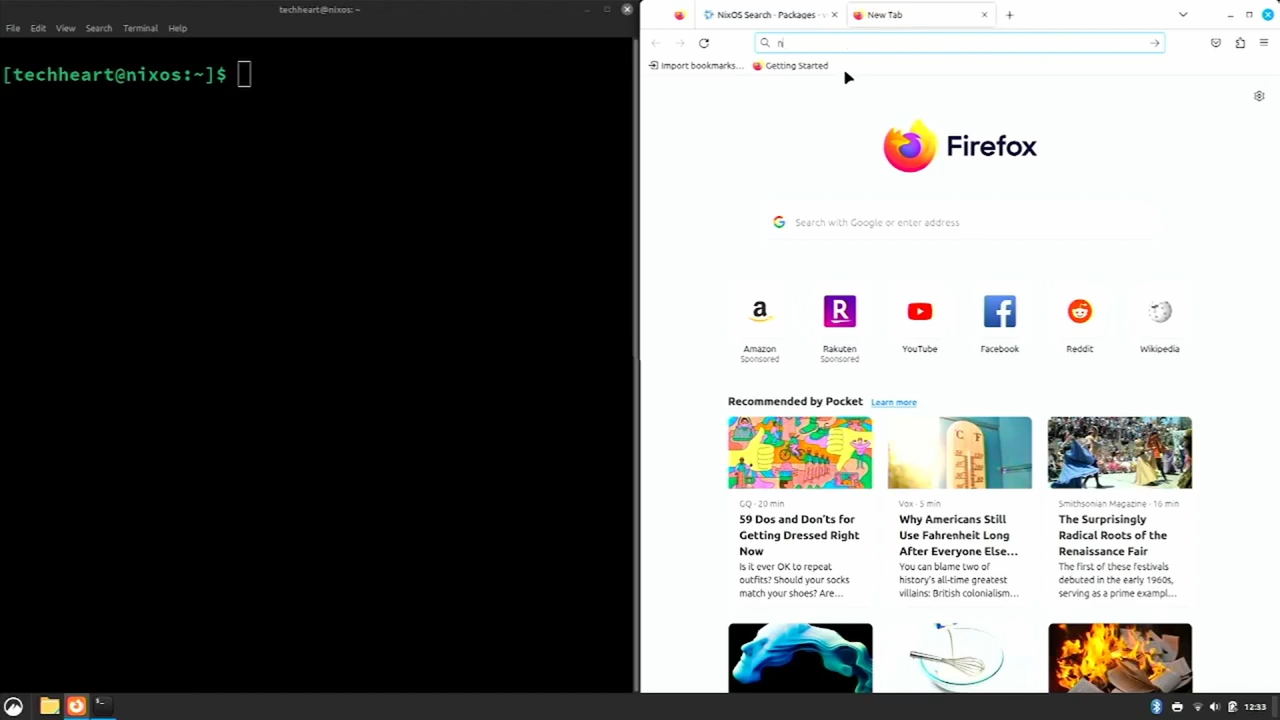 techheart@nixos: ~
File Edit View Search Terminal Help
[techheart@nixos:~]$
NixOS Search - Packages -
New Tab
n
Import bookmarks...
Getting Started
Firefox
Search with Google or enter address
Amazon
Sponsored
Rakuten
Sponsored
YouTube
Facebook
Reddit
Wikipedia
Recommended by Pocket Learn more
GQ · 20 min
59 Dos and Don'ts for
Getting Dressed Right
Now
Is it ever OK to repeat
outfits? Should your socks
match your shoes? Are...
Vox · 5 min
Why Americans Still
Use Fahrenheit Long
After Everyone Else...
You can blame two of
history's all-time greatest
villains: British colonialism...
Smithsonian Magazine · 16 min
The Surprisingly
Radical Roots of the
Renaissance Fair
The first of these festivals
debuted in the early 1960s,
serving as a prime exampl...
12:33